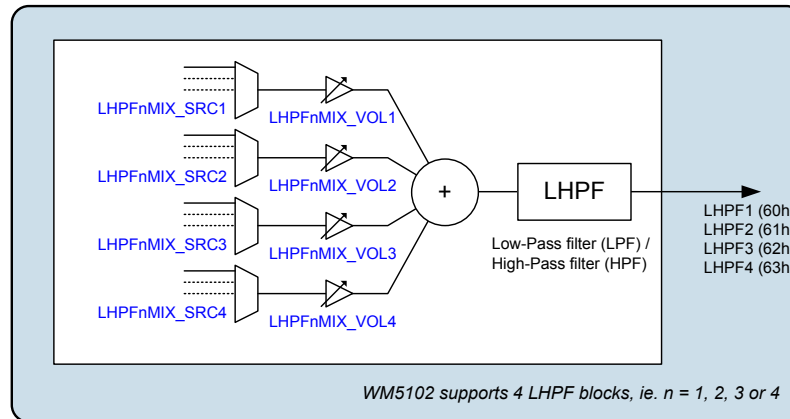 LHPFnMIX_SRC1
LHPFnMIX_VOL1
LHPFnMIX_SRC2
LHPFnMIX_VOL2
LHPFnMIX_SRC3
LHPFnMIX_VOL3
LHPFnMIX_SRC4
LHPFnMIX_VOL4
+
LHPF
Low-Pass filter (LPF) /
High-Pass filter (HPF)
LHPF1 (60h
LHPF2 (61h
LHPF3 (62h
LHPF4 (63h
WM5102 supports 4 LHPF blocks, ie. n = 1, 2, 3 or 4